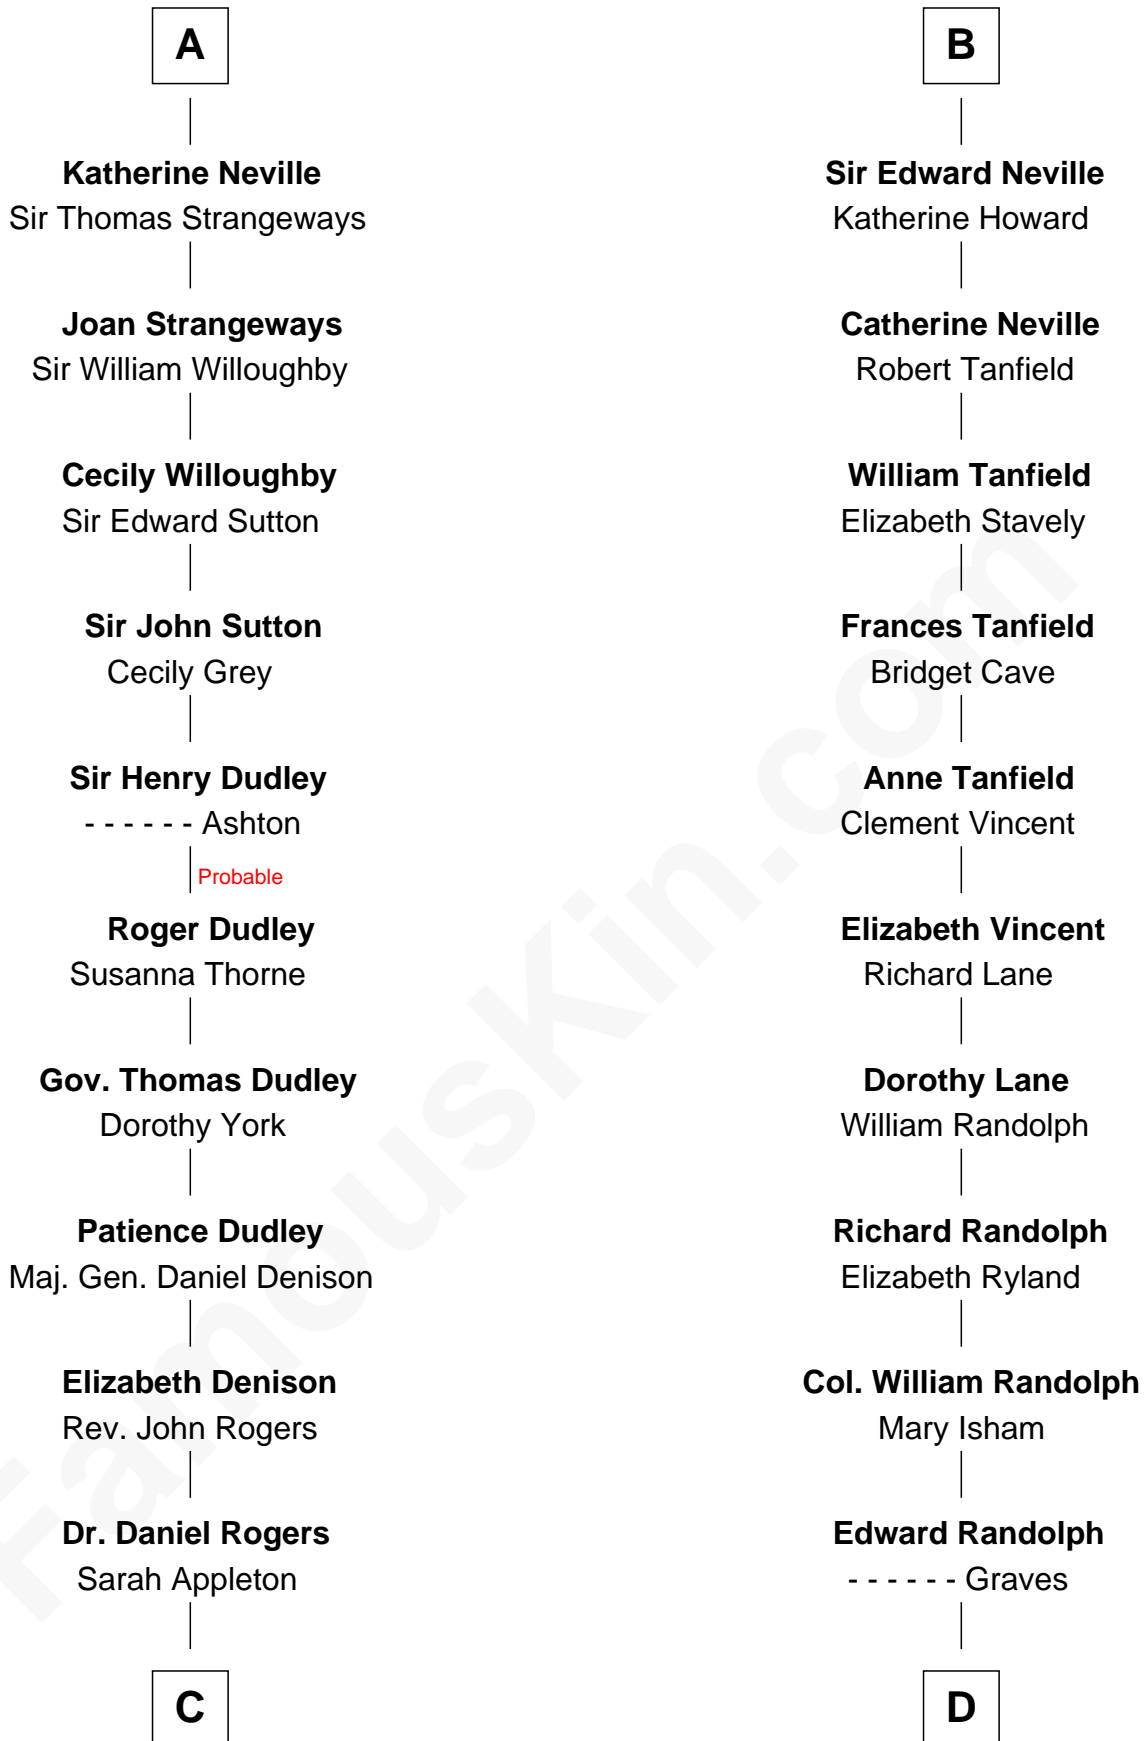 A
Katherine Neville
Sir Thomas Strangeways
Joan Strangeways
Sir William Willoughby
Cecily Willoughby
Sir Edward Sutton
Sir John Sutton
Cecily Grey
Sir Henry Dudley
- - - - - - Ashton
Probable
Roger Dudley
Susanna Thorne
Gov. Thomas Dudley
Dorothy York
Patience Dudley
Maj. Gen. Daniel Denison
Elizabeth Denison
Rev. John Rogers
Dr. Daniel Rogers
Sarah Appleton
C
B
Sir Edward Neville
Katherine Howard
Catherine Neville
Robert Tanfield
William Tanfield
Elizabeth Stavely
Frances Tanfield
Bridget Cave
Anne Tanfield
Clement Vincent
Elizabeth Vincent
Richard Lane
Dorothy Lane
William Randolph
Richard Randolph
Elizabeth Ryland
Col. William Randolph
Mary Isham
Edward Randolph
- - - - - - Graves
D
FamousKin.com